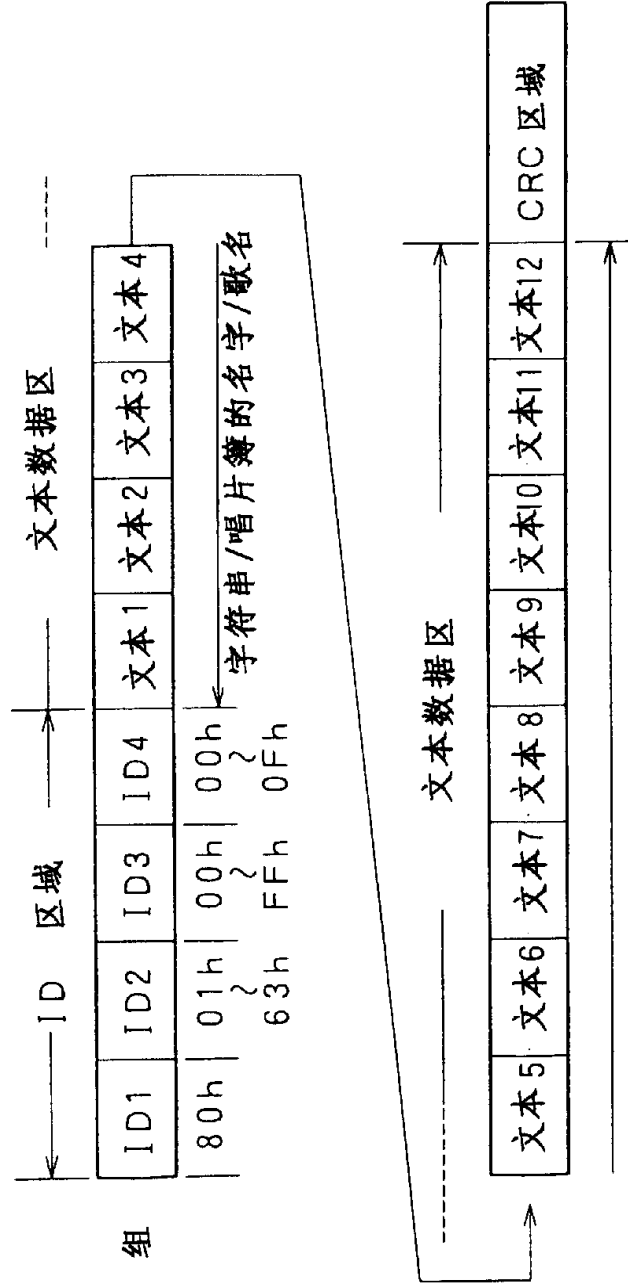 ID 区域
文本数据区
组
ID1 ID2 ID3 ID4 文本1 文本2 文本3 文本4
80h 01h~63h 00h~FFh 00h~0Fh
字符串/唱片簿的名字/歌名
文本数据区
文本5 文本6 文本7 文本8 文本9 文本10 文本11 文本12 CRC 区域